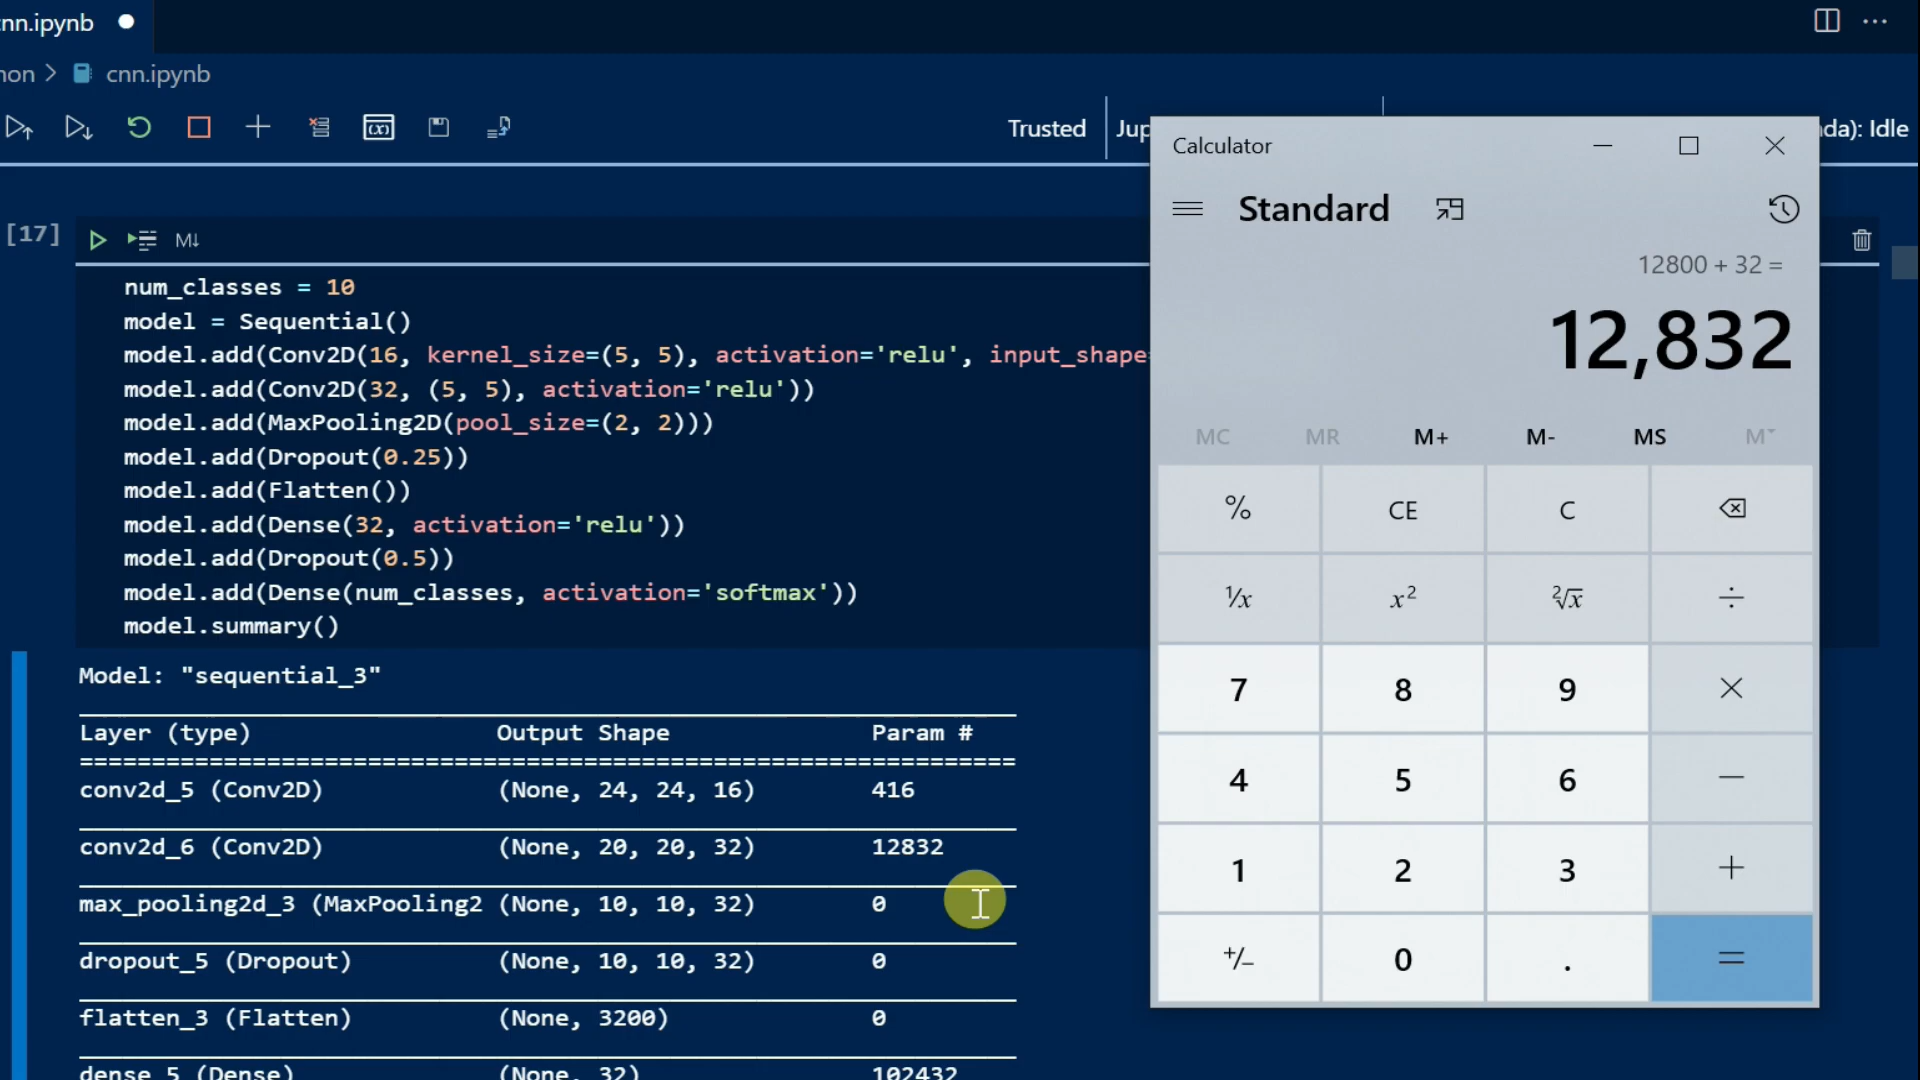 cnn.ipynb
non > cnn.ipynb
Trusted
Jup
da): Idle
[17]
M↓
num_classes = 10
model = Sequential()
model.add(Conv2D(16, kernel_size=(5, 5), activation='relu', input_shape=
model.add(Conv2D(32, (5, 5), activation='relu'))
model.add(MaxPooling2D(pool_size=(2, 2)))
model.add(Dropout(0.25))
model.add(Flatten())
model.add(Dense(32, activation='relu'))
model.add(Dropout(0.5))
model.add(Dense(num_classes, activation='softmax'))
model.summary()
Model: "sequential_3"
Layer (type) Output Shape Param #
=================================================================
conv2d_5 (Conv2D) (None, 24, 24, 16) 416
conv2d_6 (Conv2D) (None, 20, 20, 32) 12832
max_pooling2d_3 (MaxPooling2 (None, 10, 10, 32) 0
dropout_5 (Dropout) (None, 10, 10, 32) 0
flatten_3 (Flatten) (None, 3200) 0
dense_5 (Dense) (None, 32) 102432
Calculator
Standard
12800 + 32 =
12,832
MC MR M+ M- MS M˅
% CE C
⅟x x² ²√x ÷
7 8 9 ×
4 5 6 −
1 2 3 +
+/− 0 . =